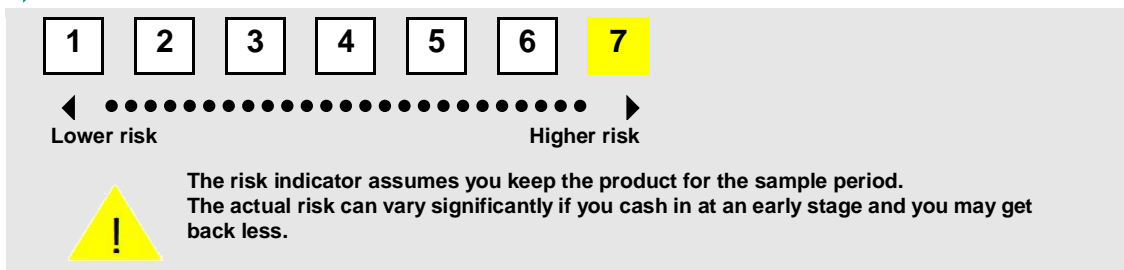 1 2 3 4 5 6 7
Lower risk Higher risk
!
The risk indicator assumes you keep the product for the sample period.
The actual risk can vary significantly if you cash in at an early stage and you may get
back less.